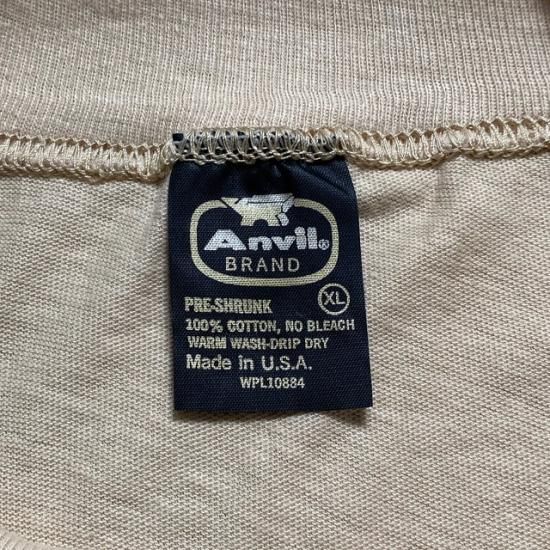 Anvil®
BRAND
PRE-SHRUNK XL
100% COTTON, NO BLEACH
WARM WASH-DRIP DRY
Made in U.S.A.
WPL10884